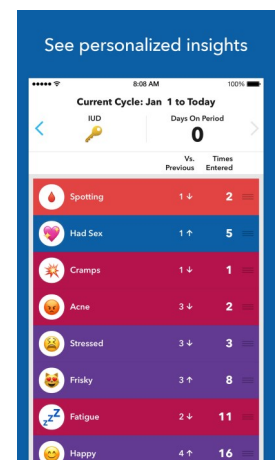 See personalized insights
8:08 AM 100%
Current Cycle: Jan 1 to Today
IUD Days On Period
0
Vs. Previous Times Entered
Spotting 1 ↓ 2
Had Sex 1 ↑ 5
Cramps 1 ↓ 1
Acne 3 ↓ 2
Stressed 3 ↓ 3
Frisky 3 ↑ 8
zzZ Fatigue 2 ↓ 11
Happy 4 ↑ 16